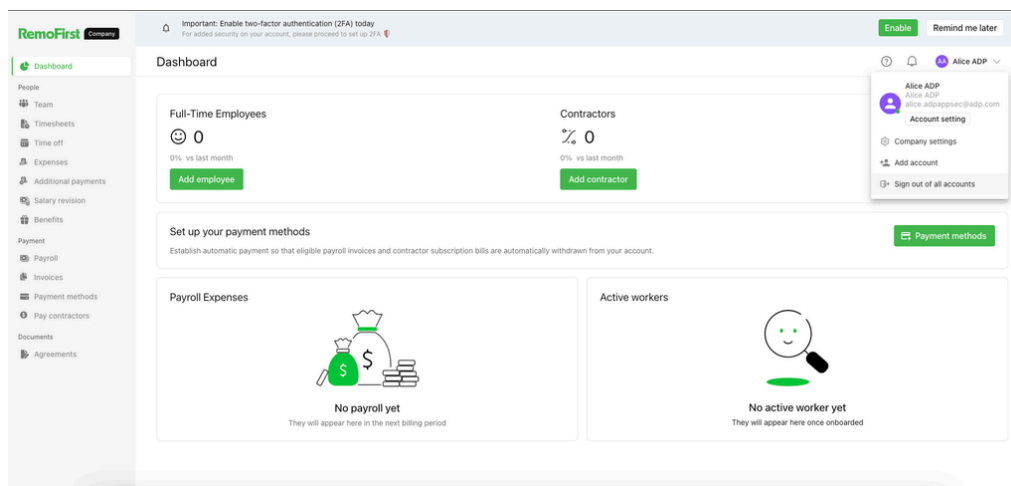 RemoFirst Company
Important: Enable two-factor authentication (2FA) today
For added security on your account, please proceed to set up 2FA
Enable
Remind me later
Dashboard
People
Team
Timesheets
Time off
Expenses
Additional payments
Salary revision
Benefits
Payment
Payroll
Invoices
Payment methods
Pay contractors
Documents
Agreements
Dashboard
AA Alice ADP
Alice ADP
Alice ADP
alice.adpappsec@adp.com
Account setting
Company settings
Add account
Sign out of all accounts
Full-Time Employees
0
0% vs last month
Add employee
Contractors
0
0% vs last month
Add contractor
Set up your payment methods
Establish automatic payment so that eligible payroll invoices and contractor subscription bills are automatically withdrawn from your account.
Payment methods
Payroll Expenses
$
$
No payroll yet
They will appear here in the next billing period
Active workers
No active worker yet
They will appear here once onboarded